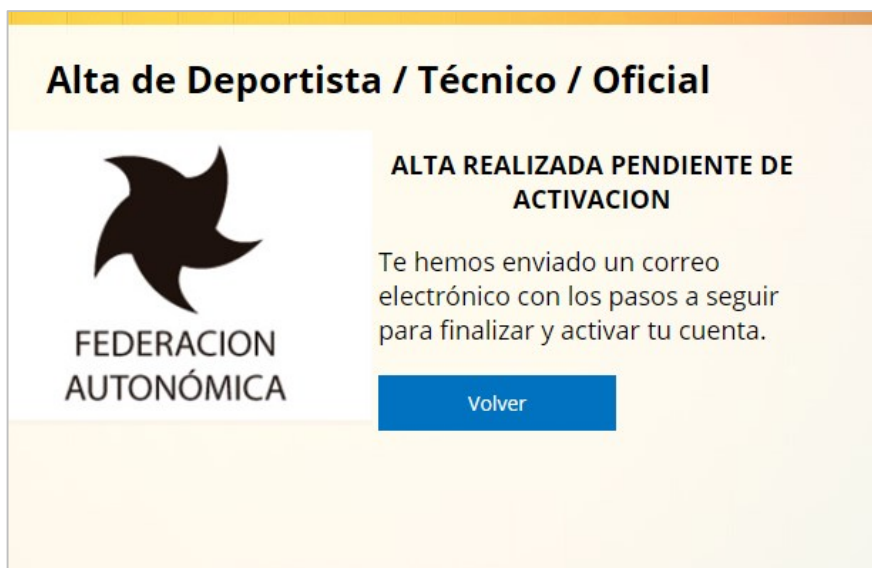 Alta de Deportista / Técnico / Oficial
FEDERACION
AUTONÓMICA
ALTA REALIZADA PENDIENTE DE
ACTIVACION
Te hemos enviado un correo
electrónico con los pasos a seguir
para finalizar y activar tu cuenta.
Volver